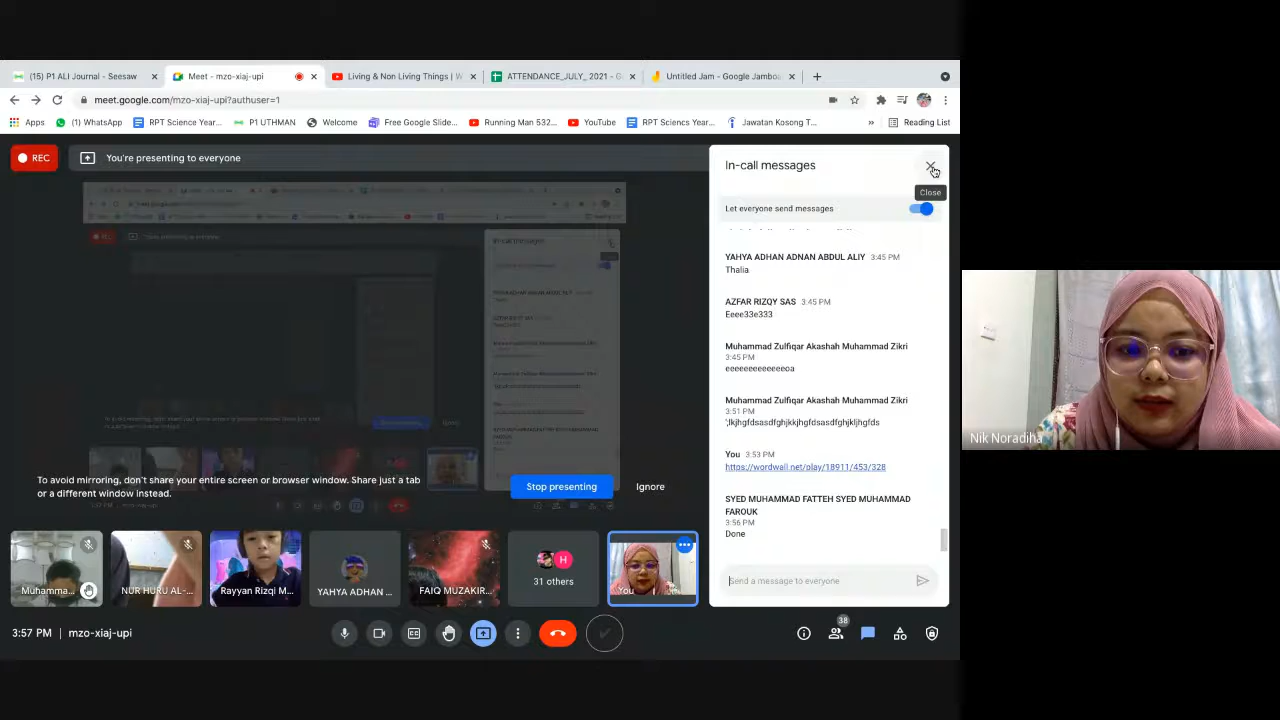 (15) P1 ALI Journal - Seesaw
Meet - mzo-xiaj-upi
Living & Non Living Things | W
ATTENDANCE_JULY_ 2021 - G
Untitled Jam - Google Jambo
meet.google.com/mzo-xiaj-upi?authuser=1
Apps
(1) WhatsApp
RPT Science Year...
P1 UTHMAN
Welcome
Free Google Slide...
Running Man 532...
YouTube
RPT Sciencs Year...
Jawatan Kosong T...
»
Reading List
REC
You're presenting to everyone
In-call messages
Close
Let everyone send messages
YAHYA ADHAN ADNAN ABDUL ALIY 3:45 PM
Thalia
AZFAR RIZQY SAS 3:45 PM
Eeee33e333
Muhammad Zulfiqar Akashah Muhammad Zikri
3:45 PM
eeeeeeeeeeeeeoa
Muhammad Zulfiqar Akashah Muhammad Zikri
3:51 PM
';lkjhgfdsasdfghjkkjhgfdsasdfghjkljhgfds
You 3:53 PM
https://wordwall.net/play/18911/453/328
SYED MUHAMMAD FATTEH SYED MUHAMMAD
FAROUK
3:56 PM
Done
Send a message to everyone
To avoid mirroring, don't share your entire screen or browser window. Share just a tab
or a different window instead.
Stop presenting
Ignore
Muhamma...
NUR HURU AL-...
Rayyan Rizqi M...
YAHYA ADHAN ...
FAIQ MUZAKIR...
H
31 others
You
3:57 PM | mzo-xiaj-upi
38
Nik Noradiha